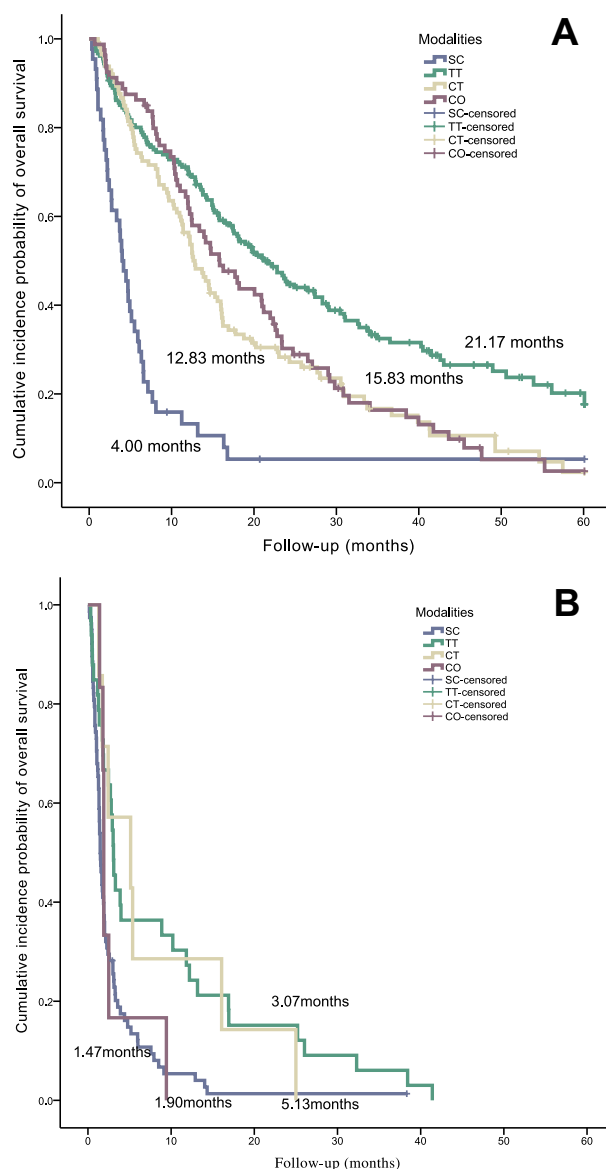 A
Modalities
SC
TT
CT
CO
SC-censored
TT-censored
CT-censored
CO-censored
Cumulative incidence probability of overall survival
1.0
0.8
0.6
0.4
0.2
0.0
21.17 months
12.83 months
15.83 months
4.00 months
0 10 20 30 40 50 60
Follow-up (months)
B
Modalities
SC
TT
CT
CO
SC-censored
TT-censored
CT-censored
CO-censored
Cumulative incidence probability of overall survival
1.0
0.8
0.6
0.4
0.2
0.0
3.07months
1.47months
1.90months 5.13months
0 10 20 30 40 50 60
Follow-up (months)